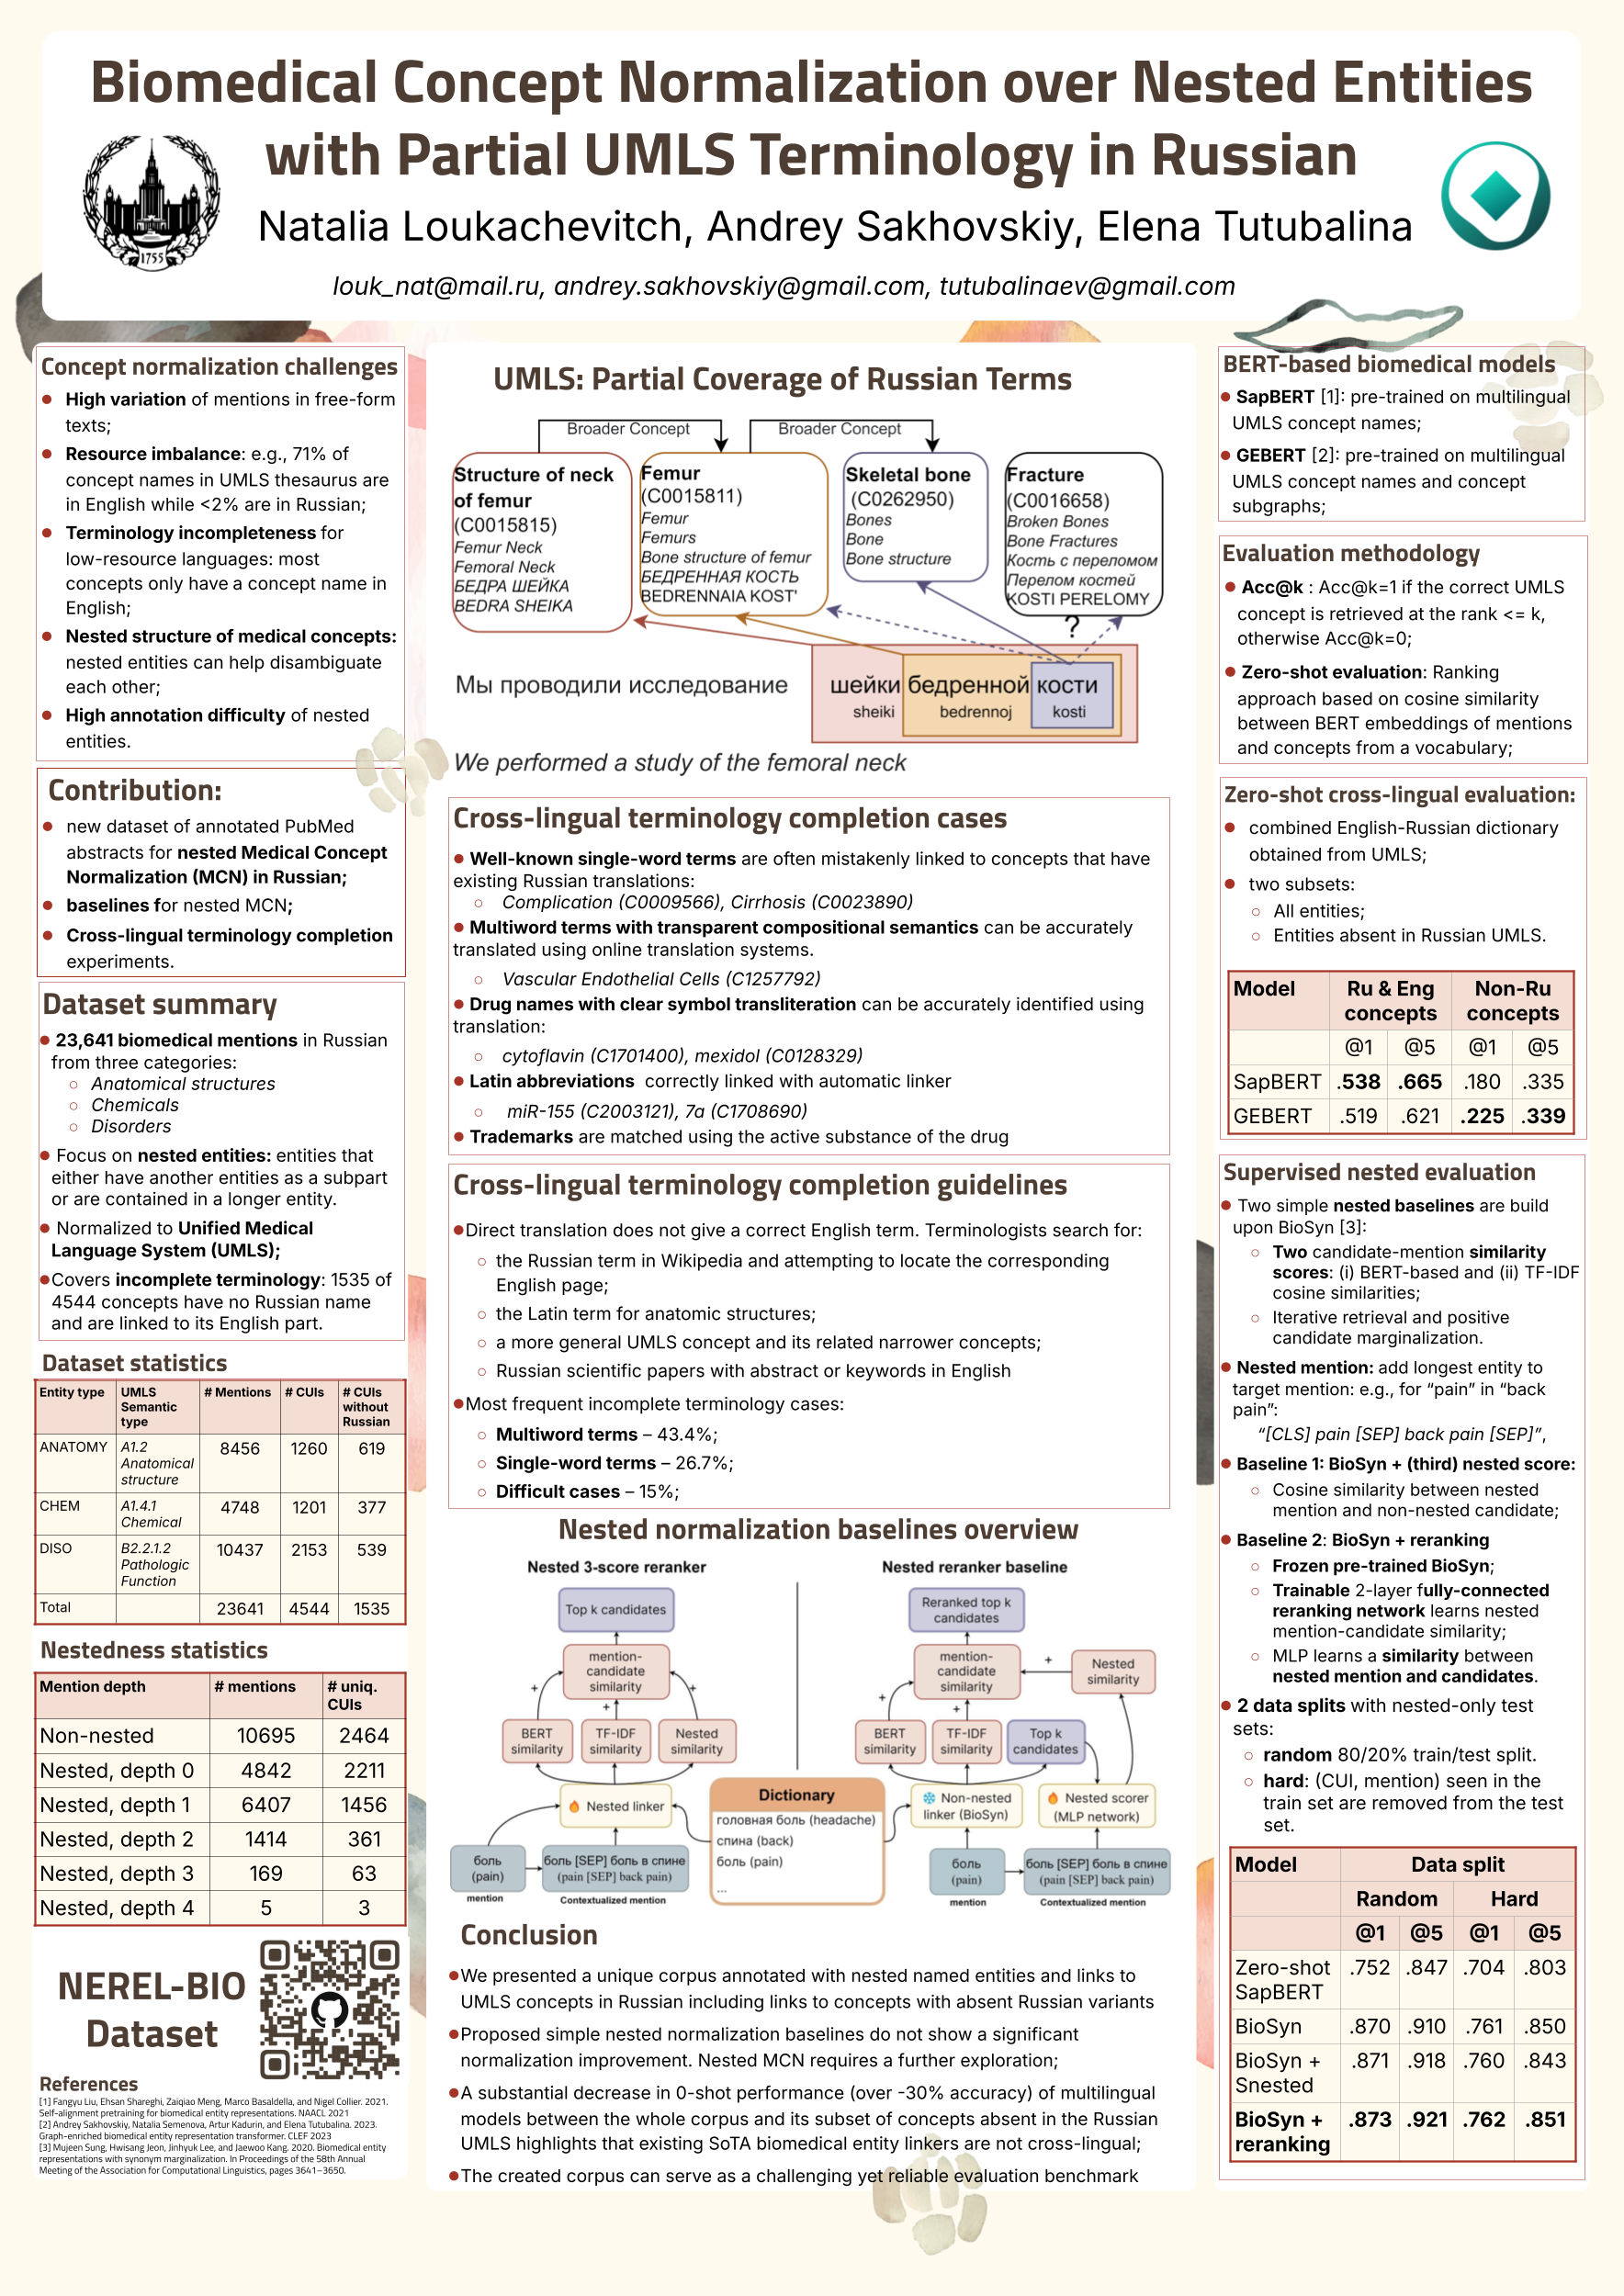 Biomedical Concept Normalization over Nested Entities
with Partial UMLS Terminology in Russian
1755
Natalia Loukachevitch, Andrey Sakhovskiy, Elena Tutubalina
louk_nat@mail.ru, andrey.sakhovskiy@gmail.com, tutubalinaev@gmail.com
Concept normalization challenges
● High variation of mentions in free-form
texts;
● Resource imbalance: e.g., 71% of
concept names in UMLS thesaurus are
in English while <2% are in Russian;
● Terminology incompleteness for
low-resource languages: most
concepts only have a concept name in
English;
● Nested structure of medical concepts:
nested entities can help disambiguate
each other;
● High annotation difficulty of nested
entities.
Contribution:
● new dataset of annotated PubMed
abstracts for nested Medical Concept
Normalization (MCN) in Russian;
● baselines for nested MCN;
● Cross-lingual terminology completion
experiments.
Dataset summary
● 23,641 biomedical mentions in Russian
from three categories:
○ Anatomical structures
○ Chemicals
○ Disorders
● Focus on nested entities: entities that
either have another entities as a subpart
or are contained in a longer entity.
● Normalized to Unified Medical
Language System (UMLS);
●Covers incomplete terminology: 1535 of
4544 concepts have no Russian name
and are linked to its English part.
Dataset statistics
Entity type UMLS Semantic type # Mentions # CUIs # CUIs without Russian
ANATOMY A1.2 Anatomical structure 8456 1260 619
CHEM A1.4.1 Chemical 4748 1201 377
DISO B2.2.1.2 Pathologic Function 10437 2153 539
Total 23641 4544 1535
Nestedness statistics
Mention depth # mentions # uniq. CUIs
Non-nested 10695 2464
Nested, depth 0 4842 2211
Nested, depth 1 6407 1456
Nested, depth 2 1414 361
Nested, depth 3 169 63
Nested, depth 4 5 3
NEREL-BIO
Dataset
References
[1] Fangyu Liu, Ehsan Shareghi, Zaiqiao Meng, Marco Basaldella, and Nigel Collier. 2021.
Self-alignment pretraining for biomedical entity representations. NAACL 2021
[2] Andrey Sakhovskiy, Natalia Semenova, Artur Kadurin, and Elena Tutubalina. 2023.
Graph-enriched biomedical entity representation transformer. CLEF 2023
[3] Mujeen Sung, Hwisang Jeon, Jinhyuk Lee, and Jaewoo Kang. 2020. Biomedical entity
representations with synonym marginalization. In Proceedings of the 58th Annual
Meeting of the Association for Computational Linguistics, pages 3641–3650.
UMLS: Partial Coverage of Russian Terms
Broader Concept Broader Concept
Structure of neck
of femur
(C0015815)
Femur Neck
Femoral Neck
БЕДРА ШЕЙКА
BEDRA SHEIKA
Femur
(C0015811)
Femur
Femurs
Bone structure of femur
БЕДРЕННАЯ КОСТЬ
BEDRENNAIA KOST'
Skeletal bone
(C0262950)
Bones
Bone
Bone structure
Fracture
(C0016658)
Broken Bones
Bone Fractures
Кость с переломом
Перелом костей
KOSTI PERELOMY
?
Мы проводили исследование шейки бедренной кости
sheiki bedrennoj kosti
We performed a study of the femoral neck
Cross-lingual terminology completion cases
● Well-known single-word terms are often mistakenly linked to concepts that have
existing Russian translations:
○ Complication (C0009566), Cirrhosis (C0023890)
● Multiword terms with transparent compositional semantics can be accurately
translated using online translation systems.
○ Vascular Endothelial Cells (C1257792)
● Drug names with clear symbol transliteration can be accurately identified using
translation:
○ cytoflavin (C1701400), mexidol (C0128329)
● Latin abbreviations correctly linked with automatic linker
○ miR-155 (C2003121), 7a (C1708690)
● Trademarks are matched using the active substance of the drug
Cross-lingual terminology completion guidelines
●Direct translation does not give a correct English term. Terminologists search for:
○ the Russian term in Wikipedia and attempting to locate the corresponding
English page;
○ the Latin term for anatomic structures;
○ a more general UMLS concept and its related narrower concepts;
○ Russian scientific papers with abstract or keywords in English
●Most frequent incomplete terminology cases:
○ Multiword terms – 43.4%;
○ Single-word terms – 26.7%;
○ Difficult cases – 15%;
Nested normalization baselines overview
Nested 3-score reranker
Top k candidates
mention-
candidate
similarity
+ + +
BERT
similarity
TF-IDF
similarity
Nested
similarity
Nested linker
боль
(pain)
mention
боль [SEP] боль в спине
(pain [SEP] back pain)
Contextualized mention
Dictionary
головная боль (headache)
спина (back)
боль (pain)
...
Nested reranker baseline
Reranked top k
candidates
mention-
candidate
similarity
+
Nested
similarity
+ +
BERT
similarity
TF-IDF
similarity
Top k
candidates
Non-nested
linker (BioSyn)
Nested scorer
(MLP network)
боль
(pain)
mention
боль [SEP] боль в спине
(pain [SEP] back pain)
Contextualized mention
Conclusion
●We presented a unique corpus annotated with nested named entities and links to
UMLS concepts in Russian including links to concepts with absent Russian variants
●Proposed simple nested normalization baselines do not show a significant
normalization improvement. Nested MCN requires a further exploration;
●A substantial decrease in 0-shot performance (over -30% accuracy) of multilingual
models between the whole corpus and its subset of concepts absent in the Russian
UMLS highlights that existing SoTA biomedical entity linkers are not cross-lingual;
●The created corpus can serve as a challenging yet reliable evaluation benchmark
BERT-based biomedical models
● SapBERT [1]: pre-trained on multilingual
UMLS concept names;
● GEBERT [2]: pre-trained on multilingual
UMLS concept names and concept
subgraphs;
Evaluation methodology
● Acc@k : Acc@k=1 if the correct UMLS
concept is retrieved at the rank <= k,
otherwise Acc@k=0;
● Zero-shot evaluation: Ranking
approach based on cosine similarity
between BERT embeddings of mentions
and concepts from a vocabulary;
Zero-shot cross-lingual evaluation:
● combined English-Russian dictionary
obtained from UMLS;
● two subsets:
○ All entities;
○ Entities absent in Russian UMLS.
Model Ru & Eng concepts Non-Ru concepts
@1 @5 @1 @5
SapBERT .538 .665 .180 .335
GEBERT .519 .621 .225 .339
Supervised nested evaluation
● Two simple nested baselines are build
upon BioSyn [3]:
○ Two candidate-mention similarity
scores: (i) BERT-based and (ii) TF-IDF
cosine similarities;
○ Iterative retrieval and positive
candidate marginalization.
● Nested mention: add longest entity to
target mention: e.g., for “pain” in “back
pain”:
“[CLS] pain [SEP] back pain [SEP]”,
● Baseline 1: BioSyn + (third) nested score:
○ Cosine similarity between nested
mention and non-nested candidate;
● Baseline 2: BioSyn + reranking
○ Frozen pre-trained BioSyn;
○ Trainable 2-layer fully-connected
reranking network learns nested
mention-candidate similarity;
○ MLP learns a similarity between
nested mention and candidates.
● 2 data splits with nested-only test
sets:
○ random 80/20% train/test split.
○ hard: (CUI, mention) seen in the
train set are removed from the test
set.
Model Data split
Random Hard
@1 @5 @1 @5
Zero-shot SapBERT .752 .847 .704 .803
BioSyn .870 .910 .761 .850
BioSyn + Snested .871 .918 .760 .843
BioSyn + reranking .873 .921 .762 .851